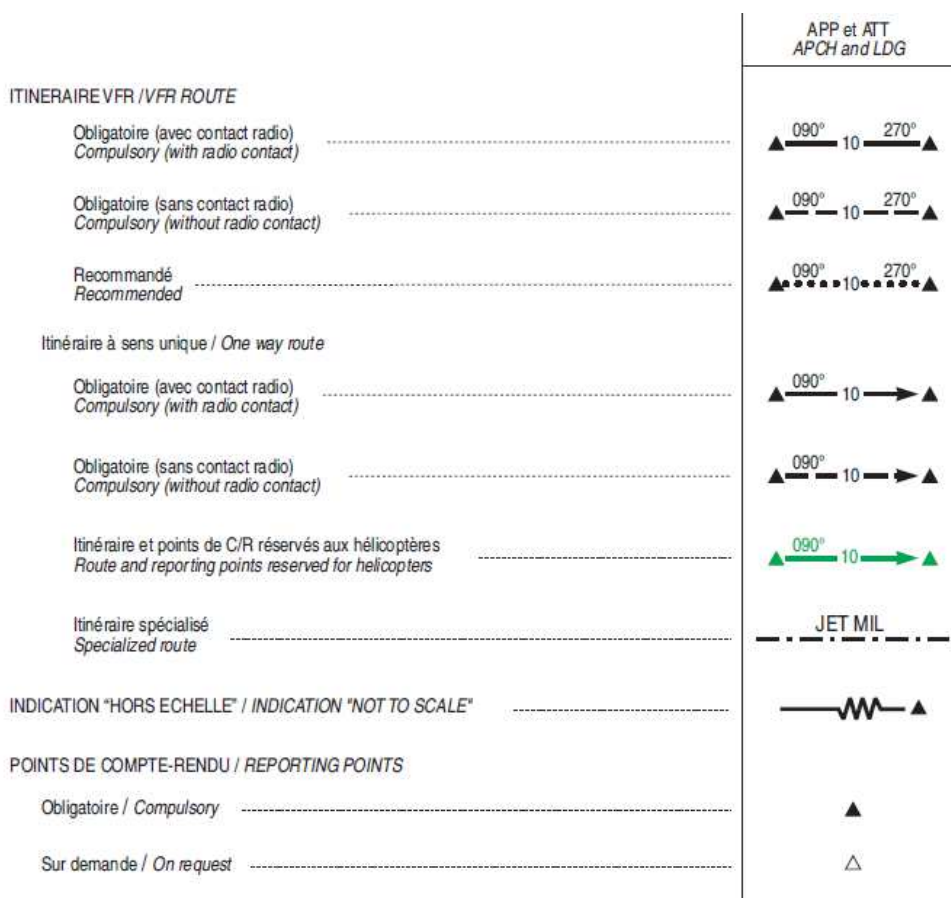 APP et ATT
APCH and LDG
ITINERAIRE VFR / VFR ROUTE
Obligatoire (avec contact radio)
Compulsory (with radio contact)
090° 10 270°
Obligatoire (sans contact radio)
Compulsory (without radio contact)
090° 10 270°
Recommandé
Recommended
090° 10 270°
Itinéraire à sens unique / One way route
Obligatoire (avec contact radio)
Compulsory (with radio contact)
090° 10
Obligatoire (sans contact radio)
Compulsory (without radio contact)
090° 10
Itinéraire et points de C/R réservés aux hélicoptères
Route and reporting points reserved for helicopters
090° 10
Itinéraire spécialisé
Specialized route
JET MIL
INDICATION "HORS ECHELLE" / INDICATION "NOT TO SCALE"
POINTS DE COMPTE-RENDU / REPORTING POINTS
Obligatoire / Compulsory
Sur demande / On request